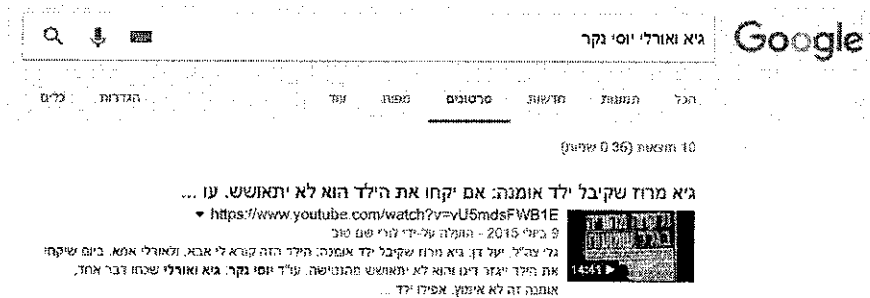 Google
גיא ואורלי יוסי נקר
הכל תמונות חדשות סרטונים מפות עוד הגדרות כלים
10 תוצאות (0.36 שניות)
גיא מרוז שקיבל ילד אומנה: אם יקחו את הילד הוא לא יתאושש. עו ...
https://www.youtube.com/watch?v=vU5mdsFWB1E
9 ביולי 2015 - הועלה על-ידי לורי שם טוב
גלי צה"ל, יעל דן: גיא מרוז שקיבל ילד אומנה: הילד הזה קורא לי אבא, ולאורלי אמא. ביום שיקחו
את הילד ייגזר דינו והוא לא יתאושש מהנטישה. עו"ד יוסי נקר: גיא ואורלי שכחו דבר אחד,
אומנה זה לא אימוץ. אפילו ילד ...
14:41